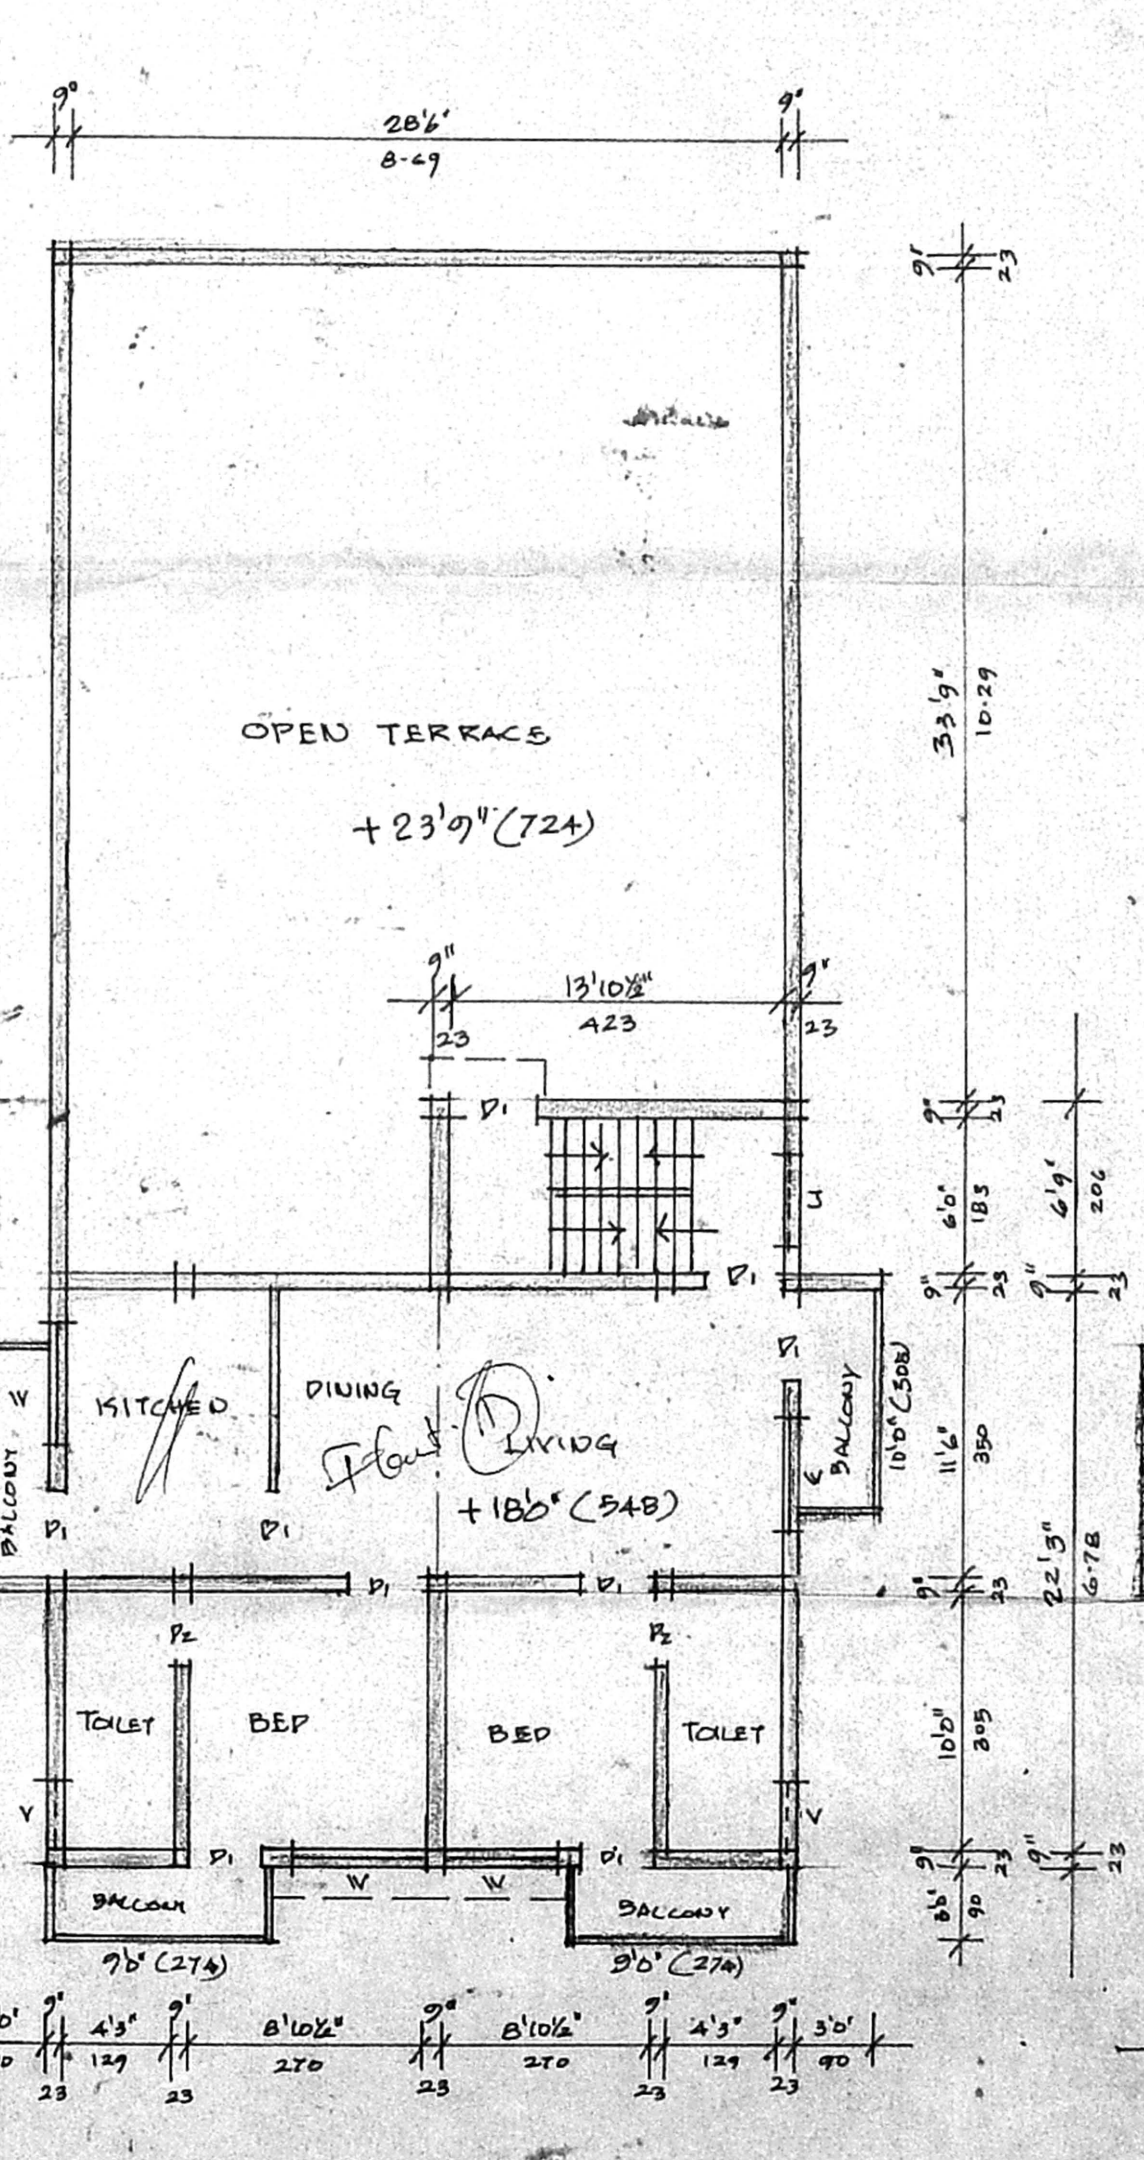 9"
28'6"
9"
8-69
9"
23
33'9"
10.29
OPEN TERRACE
+23'9" (724)
9"
13'10½"
9"
23
423
23
D1
9"
23
6'0"
183
6'9"
206
U
D1
9"
23
9"
23
D1
W
KITCHEN
DINING
LIVING
+18'0" (548)
BALCONY
10'0" (305)
11'6"
350
BALCONY
D1
D1
22'3"
6.78
D1
D1
9"
23
D2
D2
TOILET
BED
BED
TOILET
10'0"
305
V
V
D1
D1
9"
23
9"
23
W
W
BALCONY
BALCONY
3'0"
90
9'0" (274)
9'0" (274)
9"
4'3"
9"
8'10½"
9"
8'10½"
9"
4'3"
9"
3'0"
129
270
270
129
90
23
23
23
23
23